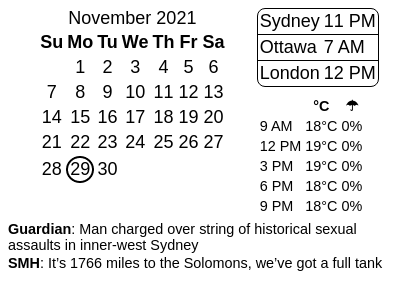 November 2021
Su Mo Tu We Th Fr Sa
1 2 3 4 5 6
7 8 9 10 11 12 13
14 15 16 17 18 19 20
21 22 23 24 25 26 27
28 29 30
Sydney 11 PM
Ottawa 7 AM
London 12 PM
°C ☂
9 AM 18°C 0%
12 PM 19°C 0%
3 PM 19°C 0%
6 PM 18°C 0%
9 PM 18°C 0%
Guardian: Man charged over string of historical sexual
assaults in inner-west Sydney
SMH: It’s 1766 miles to the Solomons, we’ve got a full tank